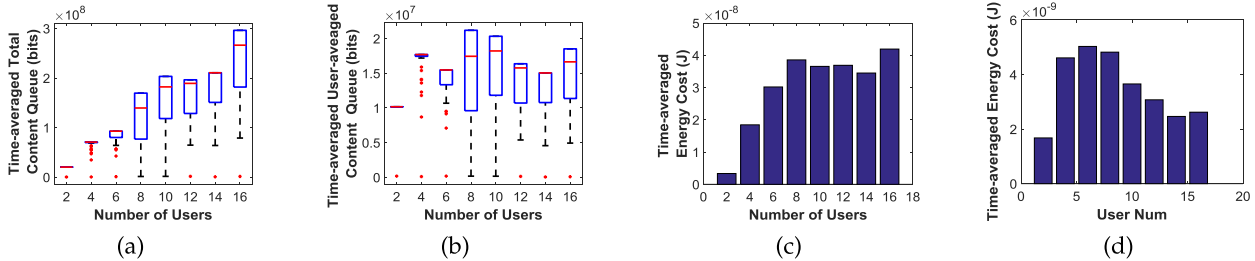 ×10^8
Time-averaged Total
Content Queue (bits)
3
2
1
0
2 4 6 8 10 12 14 16
Number of Users
(a)
×10^7
Time-averaged User-aveaged
Content Queue (bits)
2
1.5
1
0.5
0
2 4 6 8 10 12 14 16
Number of Users
(b)
×10^-8
Time-averaged
Energy Cost (J)
5
4
3
2
1
0
0 2 4 6 8 10 12 14 16 18
Number of Users
(c)
×10^-9
Time-averaged Energy Cost (J)
6
4
2
0
0 5 10 15 20
User Num
(d)